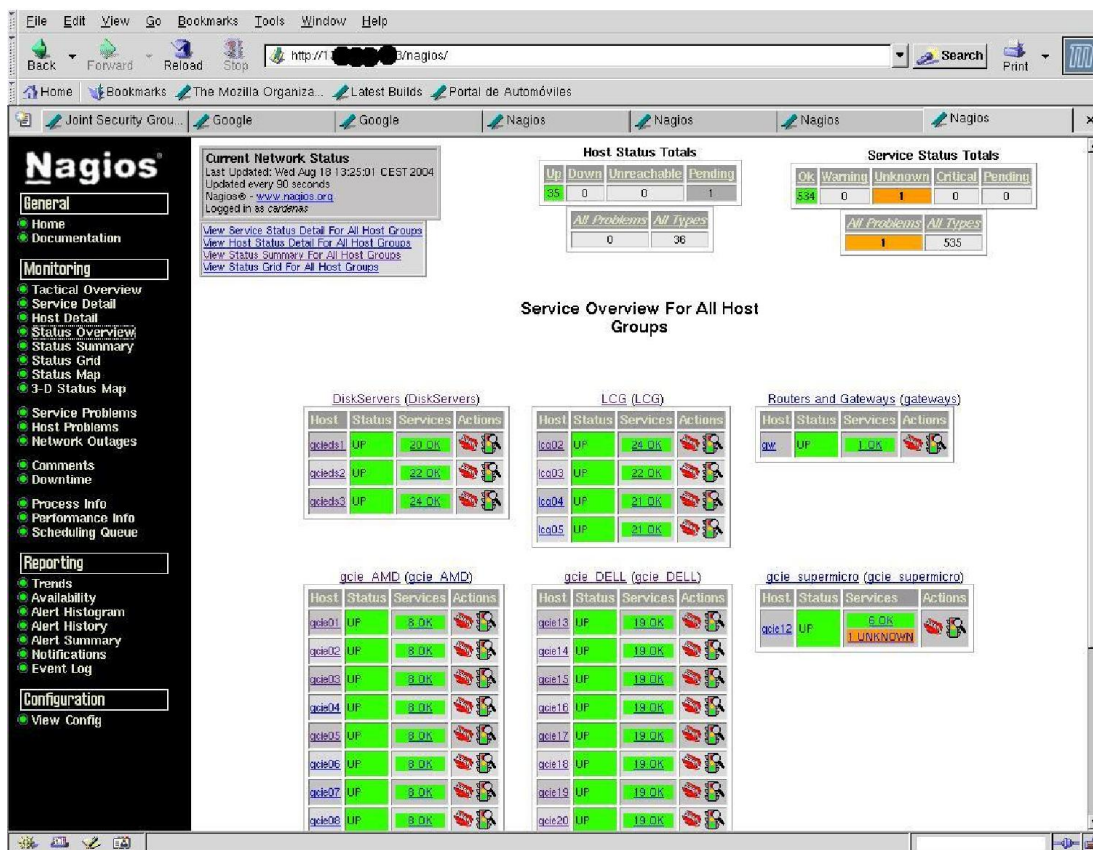 File Edit View Go Bookmarks Tools Window Help
Back Forward Reload Stop http://1 3/nagios/ Search Print
Home Bookmarks The Mozilla Organiza... Latest Builds Portal de Automóviles
Joint Security Grou... Google Google Nagios Nagios Nagios Nagios
Nagios
General
Home
Documentation
Monitoring
Tactical Overview
Service Detail
Host Detail
Status Overview
Status Summary
Status Grid
Status Map
3-D Status Map
Service Problems
Host Problems
Network Outages
Comments
Downtime
Process Info
Performance Info
Scheduling Queue
Reporting
Trends
Availability
Alert Histogram
Alert History
Alert Summary
Notifications
Event Log
Configuration
View Config
Current Network Status
Last Updated: Wed Aug 18 13:25:01 CEST 2004
Updated every 90 seconds
Nagios® - www.nagios.org
Logged in as cardenas
View Service Status Detail For All Host Groups
View Host Status Detail For All Host Groups
View Status Summary For All Host Groups
View Status Grid For All Host Groups
Host Status Totals
Up Down Unreachable Pending
35 0 0 1
All Problems All Types
0 36
Service Status Totals
Ok Warning Unknown Critical Pending
534 0 1 0 0
All Problems All Types
1 535
Service Overview For All Host
Groups
DiskServers (DiskServers)
Host Status Services Actions
gcieds1 UP 20 OK
gcieds2 UP 22 OK
gcieds3 UP 24 OK
LCG (LCG)
Host Status Services Actions
lcg02 UP 24 OK
lcg03 UP 22 OK
lcg04 UP 21 OK
lcg05 UP 21 OK
Routers and Gateways (gateways)
Host Status Services Actions
gw UP 1 OK
gcie_AMD (gcie_AMD)
Host Status Services Actions
gcie01 UP 8 OK
gcie02 UP 8 OK
gcie03 UP 8 OK
gcie04 UP 8 OK
gcie05 UP 8 OK
gcie06 UP 8 OK
gcie07 UP 8 OK
gcie08 UP 8 OK
gcie_DELL (gcie_DELL)
Host Status Services Actions
gcie13 UP 19 OK
gcie14 UP 19 OK
gcie15 UP 19 OK
gcie16 UP 19 OK
gcie17 UP 19 OK
gcie18 UP 19 OK
gcie19 UP 19 OK
gcie20 UP 19 OK
gcie_supermicro (gcie_supermicro)
Host Status Services Actions
gcie12 UP 6 OK
1 UNKNOWN